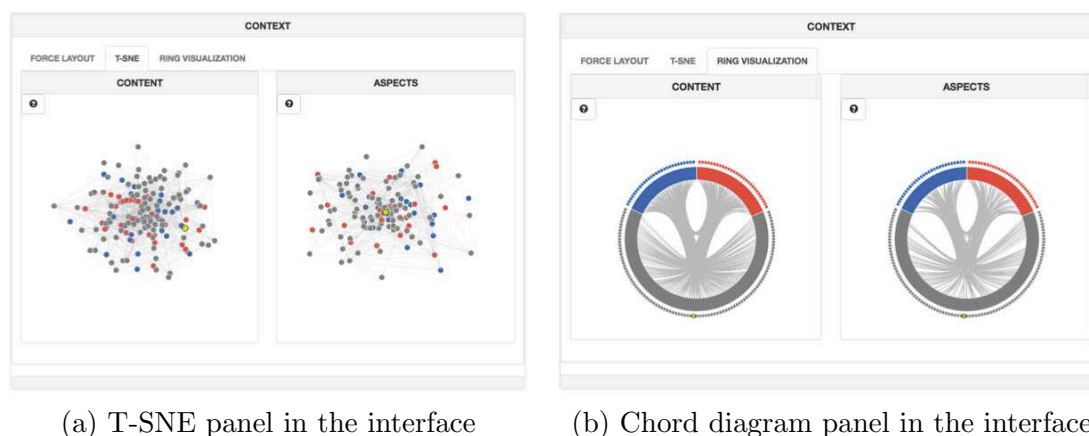 CONTEXT
FORCE LAYOUT T-SNE RING VISUALIZATION
CONTENT ASPECTS
? ?
CONTEXT
FORCE LAYOUT T-SNE RING VISUALIZATION
CONTENT ASPECTS
? ?
(a) T-SNE panel in the interface
(b) Chord diagram panel in the interface